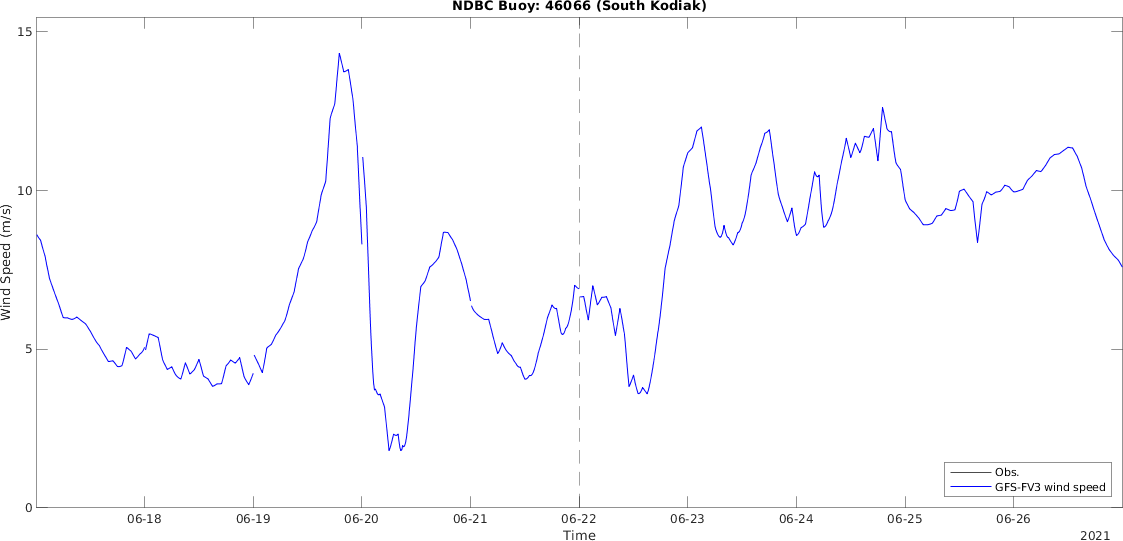 NDBC Buoy: 46066 (South Kodiak)
15
10
5
0
Wind Speed (m/s)
06-18 06-19 06-20 06-21 06-22 06-23 06-24 06-25 06-26
Time
2021
Obs.
GFS-FV3 wind speed